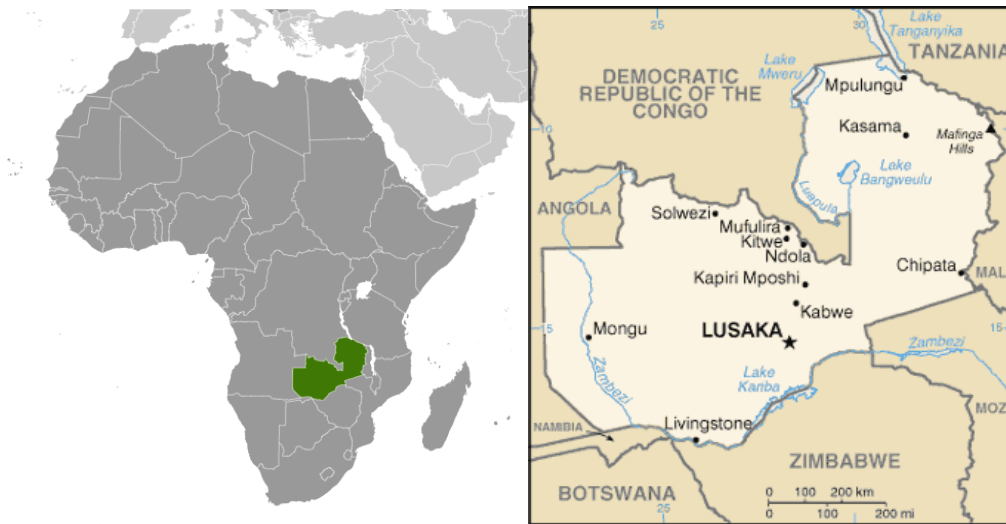 25
30
Lake
Tanganyika
TANZANIA
Lake
Mweru
DEMOCRATIC
REPUBLIC OF THE
CONGO
Mpulungu
10
Kasama
Mafinga
Hills
Lake
Bangweulu
Luapula
ANGOLA
Solwezi
Mufulira
Kitwe
Ndola
Chipata
MAL
Kapiri Mposhi
Kabwe
15
Mongu
LUSAKA
15
Zambezi
Zambezi
Lake
Kariba
MOZ
Livingstone
NAMIBIA
ZIMBABWE
BOTSWANA
0 100 200 km
0 100 200 mi
25